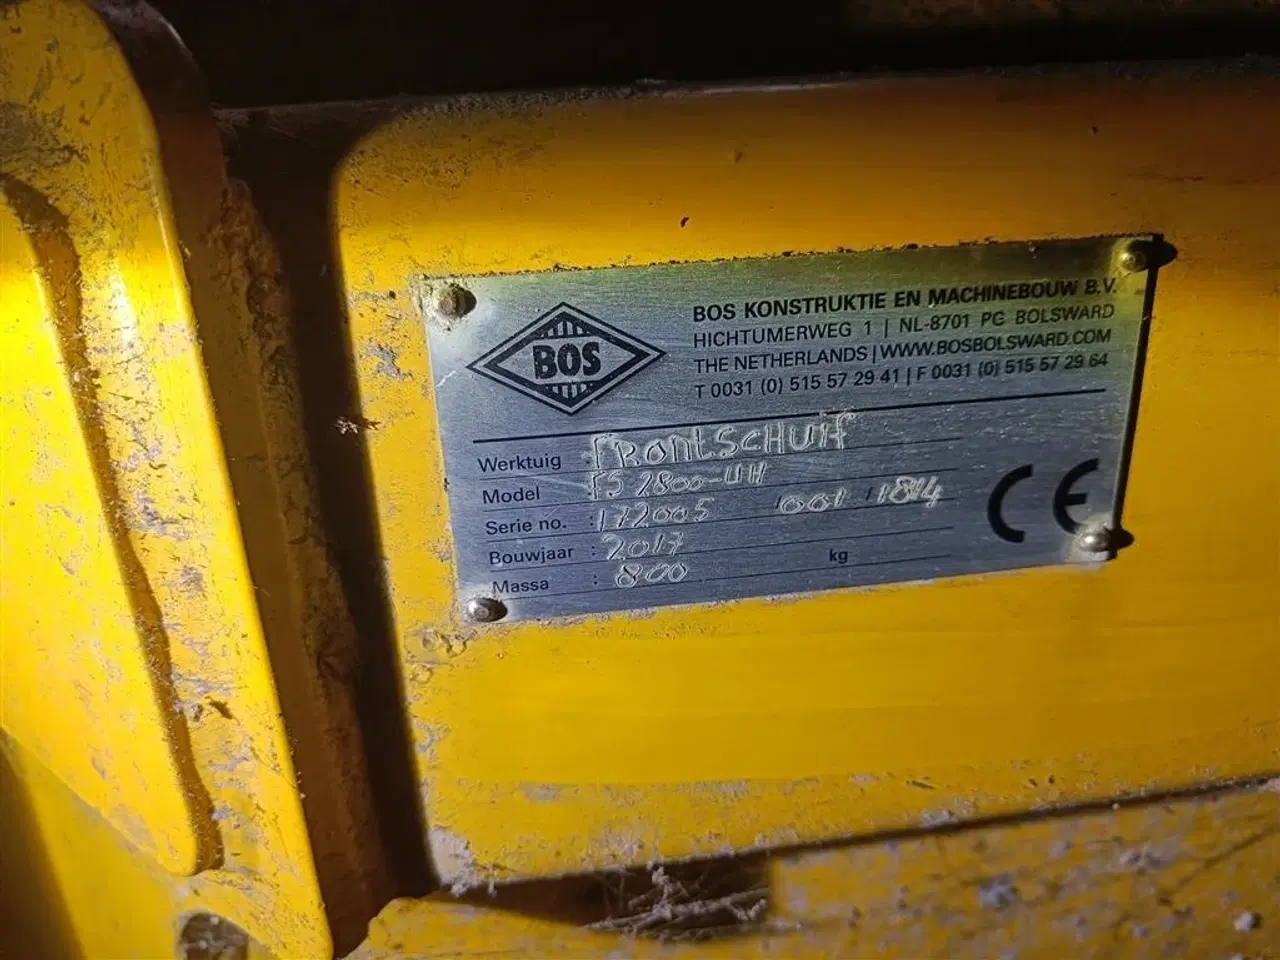 BOS
BOS KONSTRUKTIE EN MACHINEBOUW B.V.
HICHTUMERWEG 1 | NL-8701 PG BOLSWARD
THE NETHERLANDS | WWW.BOSBOLSWARD.COM
T 0031 (0) 515 57 29 41 | F 0031 (0) 515 57 29 64
Werktuig : FRONTSCHUIF
Model : FS 2800-UH
Serie no. : 172005 /001 / 1814
Bouwjaar : 2017
Massa : 800 kg
CE